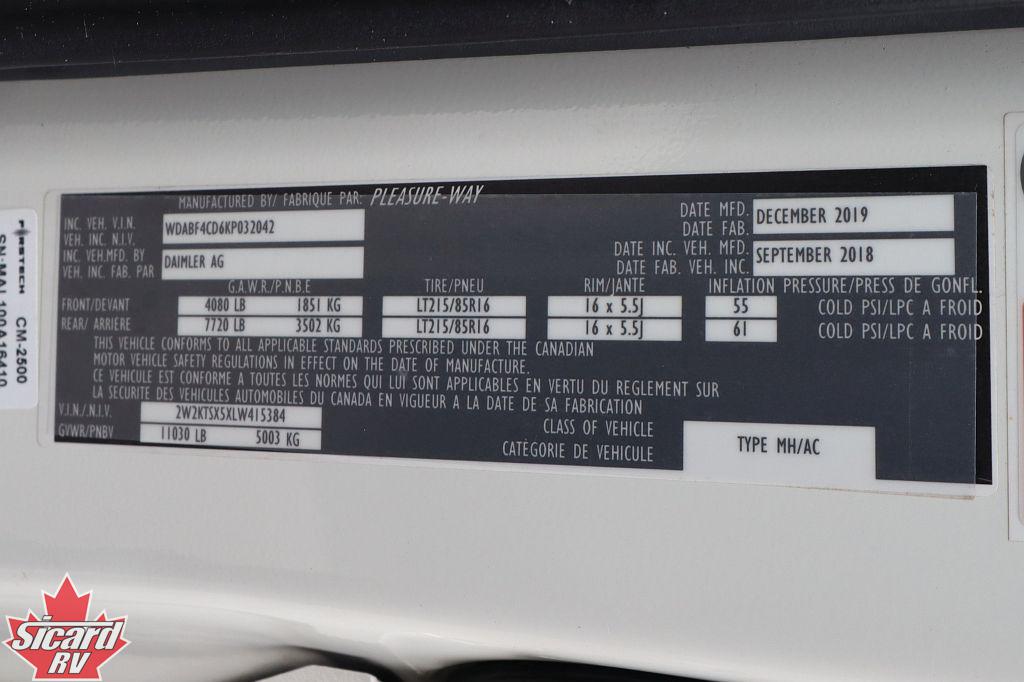 MANUFACTURED BY/ FABRIQUE PAR: PLEASURE-WAY
INC. VEH. V.I.N.
VEH. INC. N.I.V.
WDABF4CD6KP032042
DATE MFD.
DATE FAB.
DECEMBER 2019
INC. VEH.MFD. BY
VEH. INC. FAB. PAR
DAIMLER AG
DATE INC. VEH. MFD.
DATE FAB. VEH. INC.
SEPTEMBER 2018
G.A.W.R./P.N.B.E TIRE/PNEU RIM/JANTE INFLATION PRESSURE/PRESS DE GONFL.
FRONT/DEVANT 4080 LB 1851 KG LT215/85R16 16 x 5.5J 55 COLD PSI/LPC A FROID
REAR/ ARRIERE 7720 LB 3502 KG LT215/85R16 16 x 5.5J 61 COLD PSI/LPC A FROID
THIS VEHICLE CONFORMS TO ALL APPLICABLE STANDARDS PRESCRIBED UNDER THE CANADIAN
MOTOR VEHICLE SAFETY REGULATIONS IN EFFECT ON THE DATE OF MANUFACTURE.
CE VEHICULE EST CONFORME A TOUTES LES NORMES QUI LUI SONT APPLICABLES EN VERTU DU REGLEMENT SUR
LA SECURITE DES VEHICULES AUTOMOBILES DU CANADA EN VIGUEUR A LA DATE DE SA FABRICATION
V.I.N./N.I.V. 2W2KTSX5XLW415384
GVWR/PNBV 11030 LB 5003 KG
CLASS OF VEHICLE
CATÉGORIE DE VEHICULE
TYPE MH/AC
FIRSTECH CM-2500
Sicard
RV